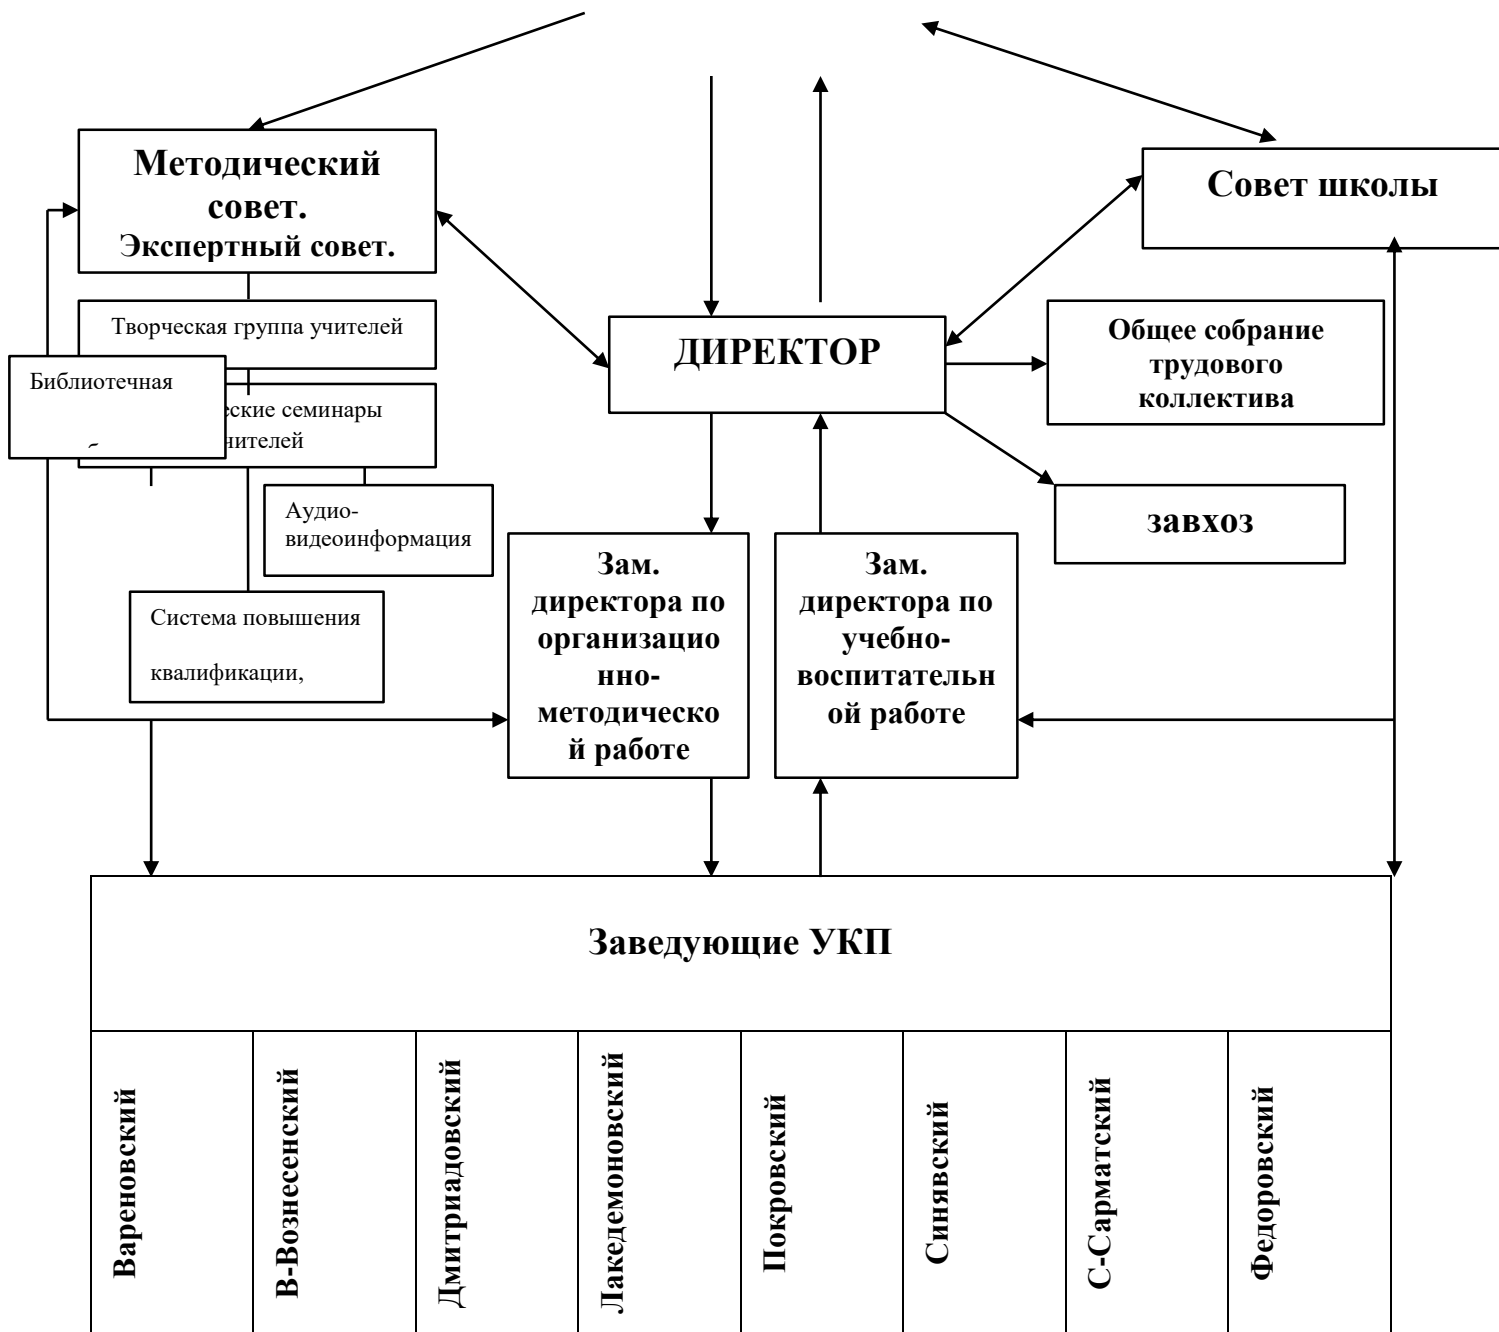 Методический
совет.
Экспертный совет.
Совет школы
Творческая группа учителей
ДИРЕКТОР
Общее собрание
трудового
коллектива
Библиотечная
семинары
Аудио-
видеоинформация
завхоз
Зам.
директора по
организацио
нно-
методическо
й работе
Зам.
директора по
учебно-
воспитательн
ой работе
Система повышения
квалификации,
Заведующие УКП
Вареновский
В-Вознесенский
Дмитриадовский
Лакедемоновский
Покровский
Синявский
С-Сарматский
Федоровский